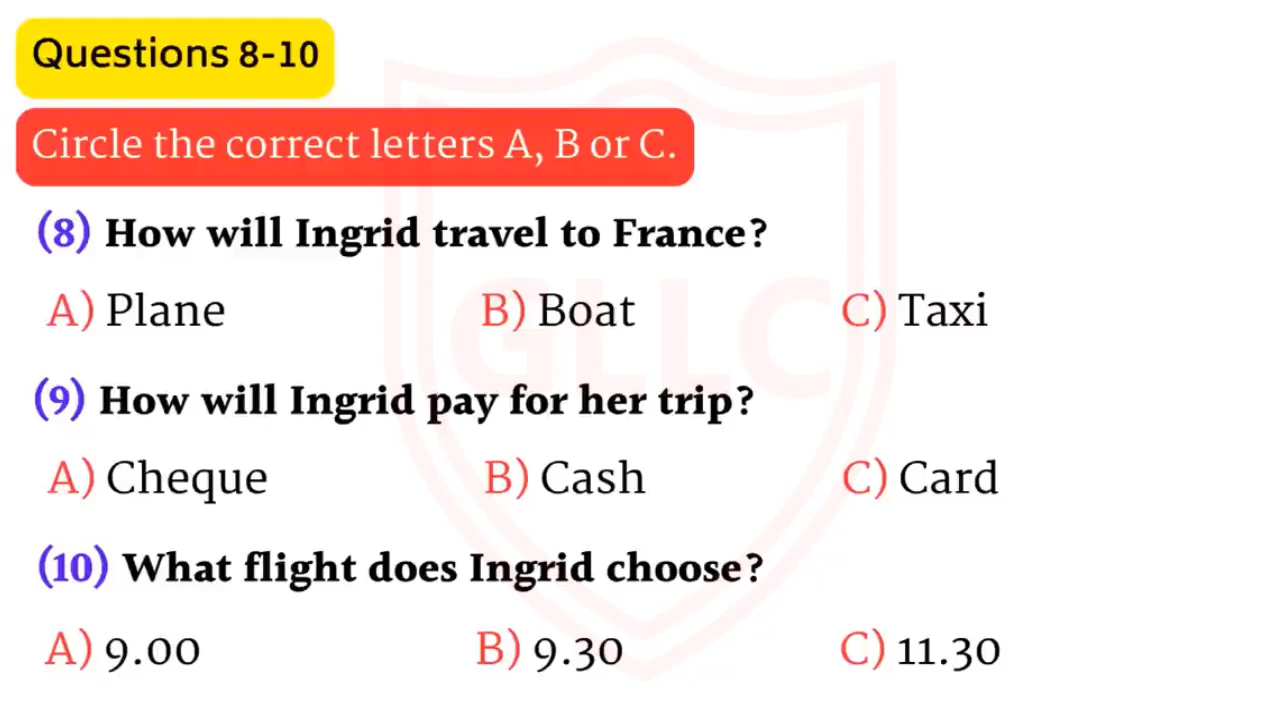 Questions 8-10
Circle the correct letters A, B or C.
(8) How will Ingrid travel to France?
A) Plane B) Boat C) Taxi
(9) How will Ingrid pay for her trip?
A) Cheque B) Cash C) Card
(10) What flight does Ingrid choose?
A) 9.00 B) 9.30 C) 11.30
GLLC